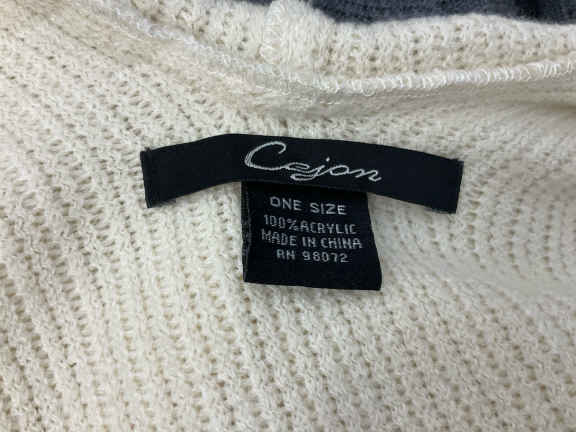 Cejon
ONE SIZE
100% ACRYLIC
MADE IN CHINA
RN 98072